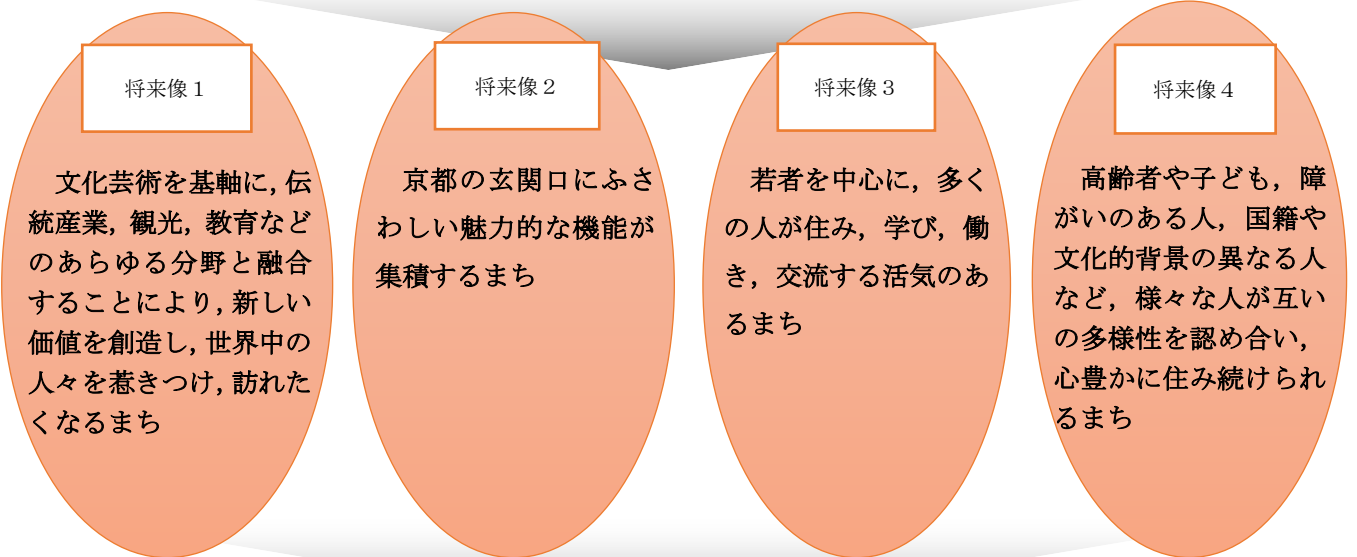 将来像１
文化芸術を基軸に，伝
統産業，観光，教育など
のあらゆる分野と融合
することにより，新しい
価値を創造し，世界中の
人々を惹きつけ，訪れた
くなるまち
将来像２
京都の玄関口にふさ
わしい魅力的な機能が
集積するまち
将来像３
若者を中心に，多く
の人が住み，学び，働
き，交流する活気のあ
るまち
将来像４
高齢者や子ども，障
がいのある人，国籍や
文化的背景の異なる人
など，様々な人が互い
の多様性を認め合い，
心豊かに住み続けられ
るまち